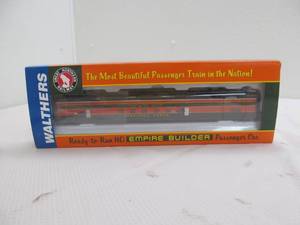 WALTHERS
The Most Beautiful Passenger Train in the Nation!
Ready-to-Run HO EMPIRE BUILDER Passenger Car